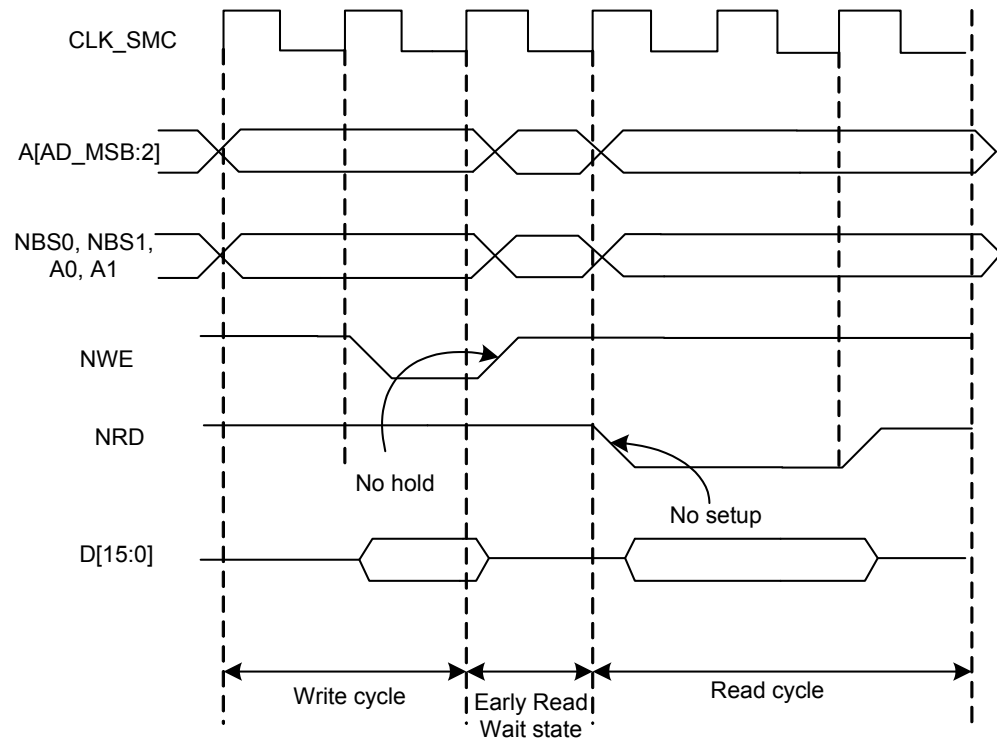 CLK_SMC
A[AD_MSB:2]
NBS0, NBS1,
A0, A1
NWE
NRD
No hold
No setup
D[15:0]
Write cycle
Early Read
Wait state
Read cycle